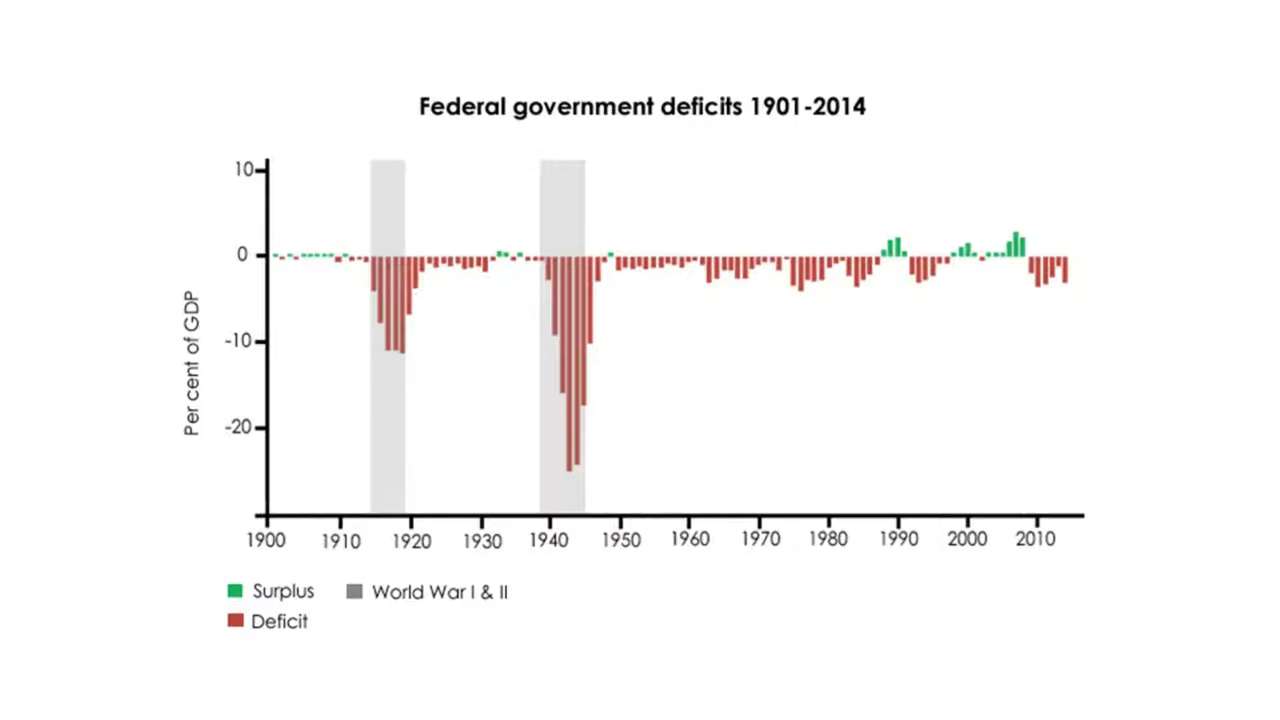 Federal government deficits 1901-2014
10
0
-10
-20
Per cent of GDP
1900 1910 1920 1930 1940 1950 1960 1970 1980 1990 2000 2010
Surplus World War I & II
Deficit